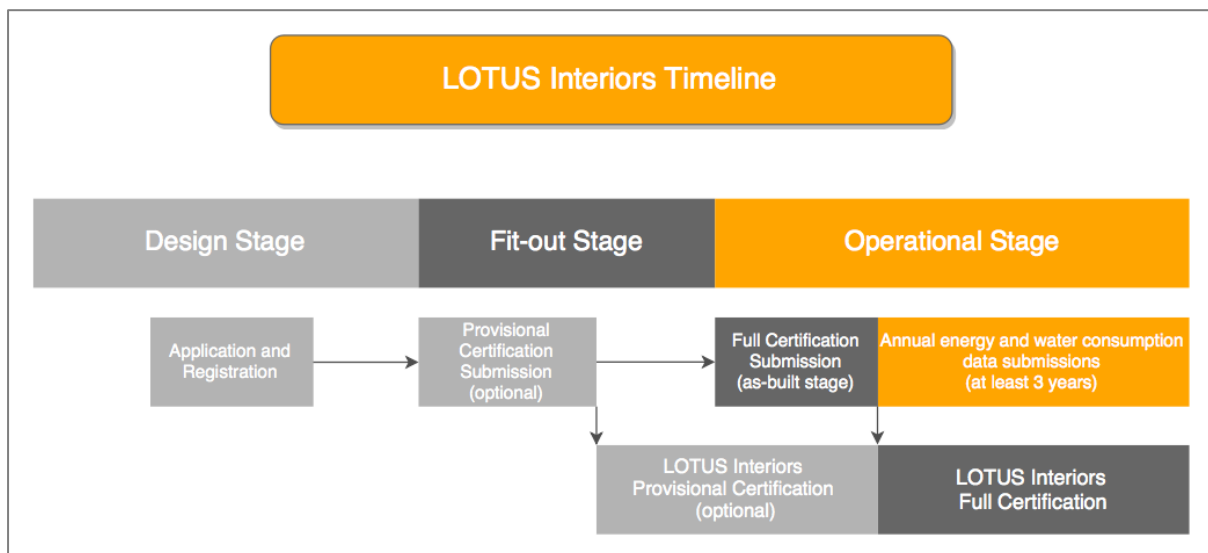 LOTUS Interiors Timeline
Design Stage
Fit-out Stage
Operational Stage
Application and
Registration
Provisional
Certification
Submission
(optional)
Full Certification
Submission
(as-built stage)
Annual energy and water consumption
data submissions
(at least 3 years)
LOTUS Interiors
Provisional Certification
(optional)
LOTUS Interiors
Full Certification